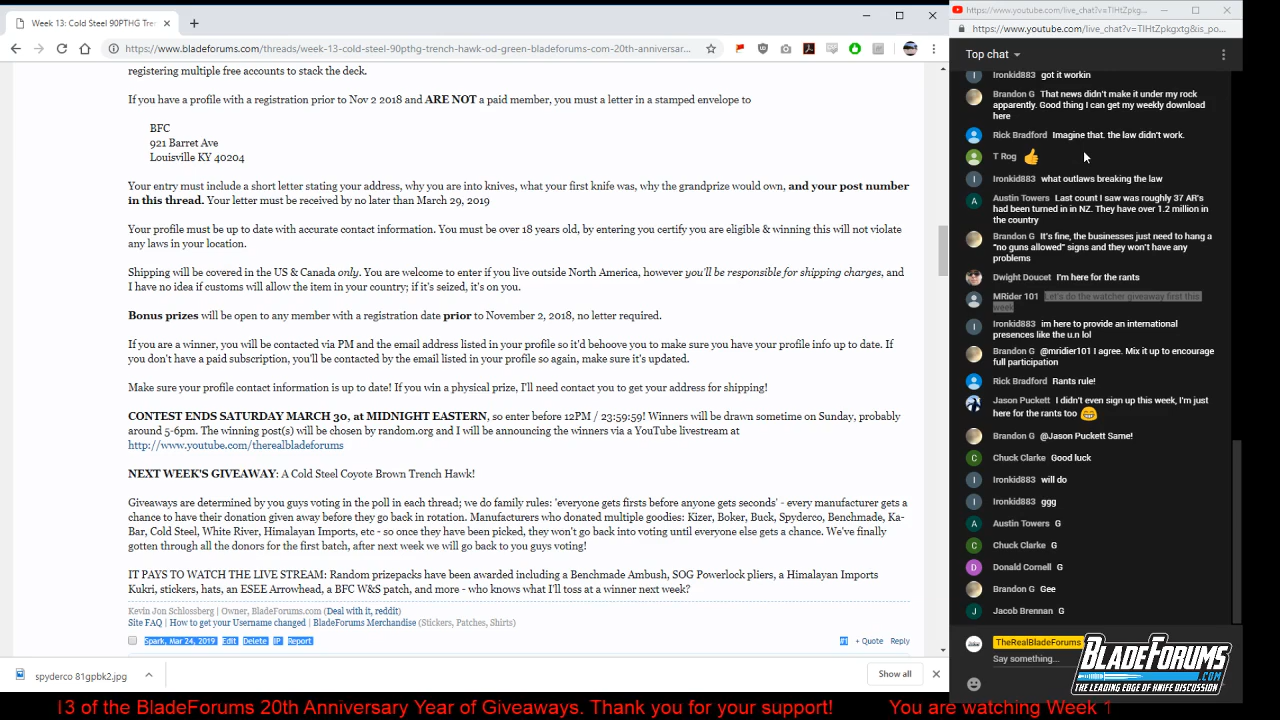 Week 13: Cold Steel 90PTHG Tre
https://www.bladeforums.com/threads/week-13-cold-steel-90pthg-trench-hawk-od-green-bladeforums-com-20th-anniversar...
registering multiple free accounts to stack the deck.
If you have a profile with a registration prior to Nov 2 2018 and ARE NOT a paid member, you must a letter in a stamped envelope to
BFC
921 Barret Ave
Louisville KY 40204
Your entry must include a short letter stating your address, why you are into knives, what your first knife was, why the grandprize would own, and your post number
in this thread. Your letter must be received by no later than March 29, 2019
Your profile must be up to date with accurate contact information. You must be over 18 years old, by entering you certify you are eligible & winning this will not violate
any laws in your location.
Shipping will be covered in the US & Canada only. You are welcome to enter if you live outside North America, however you'll be responsible for shipping charges, and
I have no idea if customs will allow the item in your country; if it's seized, it's on you.
Bonus prizes will be open to any member with a registration date prior to November 2, 2018, no letter required.
If you are a winner, you will be contacted via PM and the email address listed in your profile so it'd behoove you to make sure you have your profile info up to date. If
you don't have a paid subscription, you'll be contacted by the email listed in your profile so again, make sure it's updated.
Make sure your profile contact information is up to date! If you win a physical prize, I'll need contact you to get your address for shipping!
CONTEST ENDS SATURDAY MARCH 30, at MIDNIGHT EASTERN, so enter before 12PM / 23:59:59! Winners will be drawn sometime on Sunday, probably
around 5-6pm. The winning post(s) will be chosen by random.org and I will be announcing the winners via a YouTube livestream at
http://www.youtube.com/therealbladeforums
NEXT WEEK'S GIVEAWAY: A Cold Steel Coyote Brown Trench Hawk!
Giveaways are determined by you guys voting in the poll in each thread; we do family rules: 'everyone gets firsts before anyone gets seconds' - every manufacturer gets a
chance to have their donation given away before they go back in rotation. Manufacturers who donated multiple goodies: Kizer, Boker, Buck, Spyderco, Benchmade, Ka-
Bar, Cold Steel, White River, Himalayan Imports, etc - so once they have been picked, they won't go back into voting until everyone else gets a chance. We've finally
gotten through all the donors for the first batch, after next week we will go back to you guys voting!
IT PAYS TO WATCH THE LIVE STREAM: Random prizepacks have been awarded including a Benchmade Ambush, SOG Powerlock pliers, a Himalayan Imports
Kukri, stickers, hats, an ESEE Arrowhead, a BFC W&S patch, and more - who knows what I'll toss at a winner next week?
Kevin Jon Schlossberg | Owner, BladeForums.com (Deal with it, reddit)
Site FAQ | How to get your Username changed | BladeForums Merchandise (Stickers, Patches, Shirts)
Spark, Mar 24, 2019 Edit Delete IP Report #1 + Quote Reply
spyderco 81gpbk2.jpg
Show all
https://www.youtube.com/live_chat?v=TlHtZpkg...
https://www.youtube.com/live_chat?v=TlHtZpkgxtg&is_po...
Top chat
Ironkid883 got it workin
Brandon G That news didn't make it under my rock
apparently. Good thing I can get my weekly download
here
Rick Bradford Imagine that. the law didn't work.
T Rog 👍
Ironkid883 what outlaws breaking the law
A Austin Towers Last count I saw was roughly 37 AR's
had been turned in in NZ. They have over 1.2 million in
the country
Brandon G It's fine, the businesses just need to hang a
"no guns allowed" signs and they won't have any
problems
Dwight Doucet I'm here for the rants
MRider 101 Let's do the watcher giveaway first this
week
I Ironkid883 im here to provide an international
presences like the u.n lol
Brandon G @mridier101 I agree. Mix it up to encourage
full participation
Rick Bradford Rants rule!
Jason Puckett I didn't even sign up this week, I'm just
here for the rants too 😁
Brandon G @Jason Puckett Same!
C Chuck Clarke Good luck
I Ironkid883 will do
I Ironkid883 ggg
A Austin Towers G
C Chuck Clarke G
D Donald Cornell G
Brandon G Gee
Jacob Brennan G
TheRealBladeForums
Say something...
BLADEFORUMS
.COM
THE LEADING EDGE OF KNIFE DISCUSSION
13 of the BladeForums 20th Anniversary Year of Giveaways. Thank you for your support! You are watching Week 1